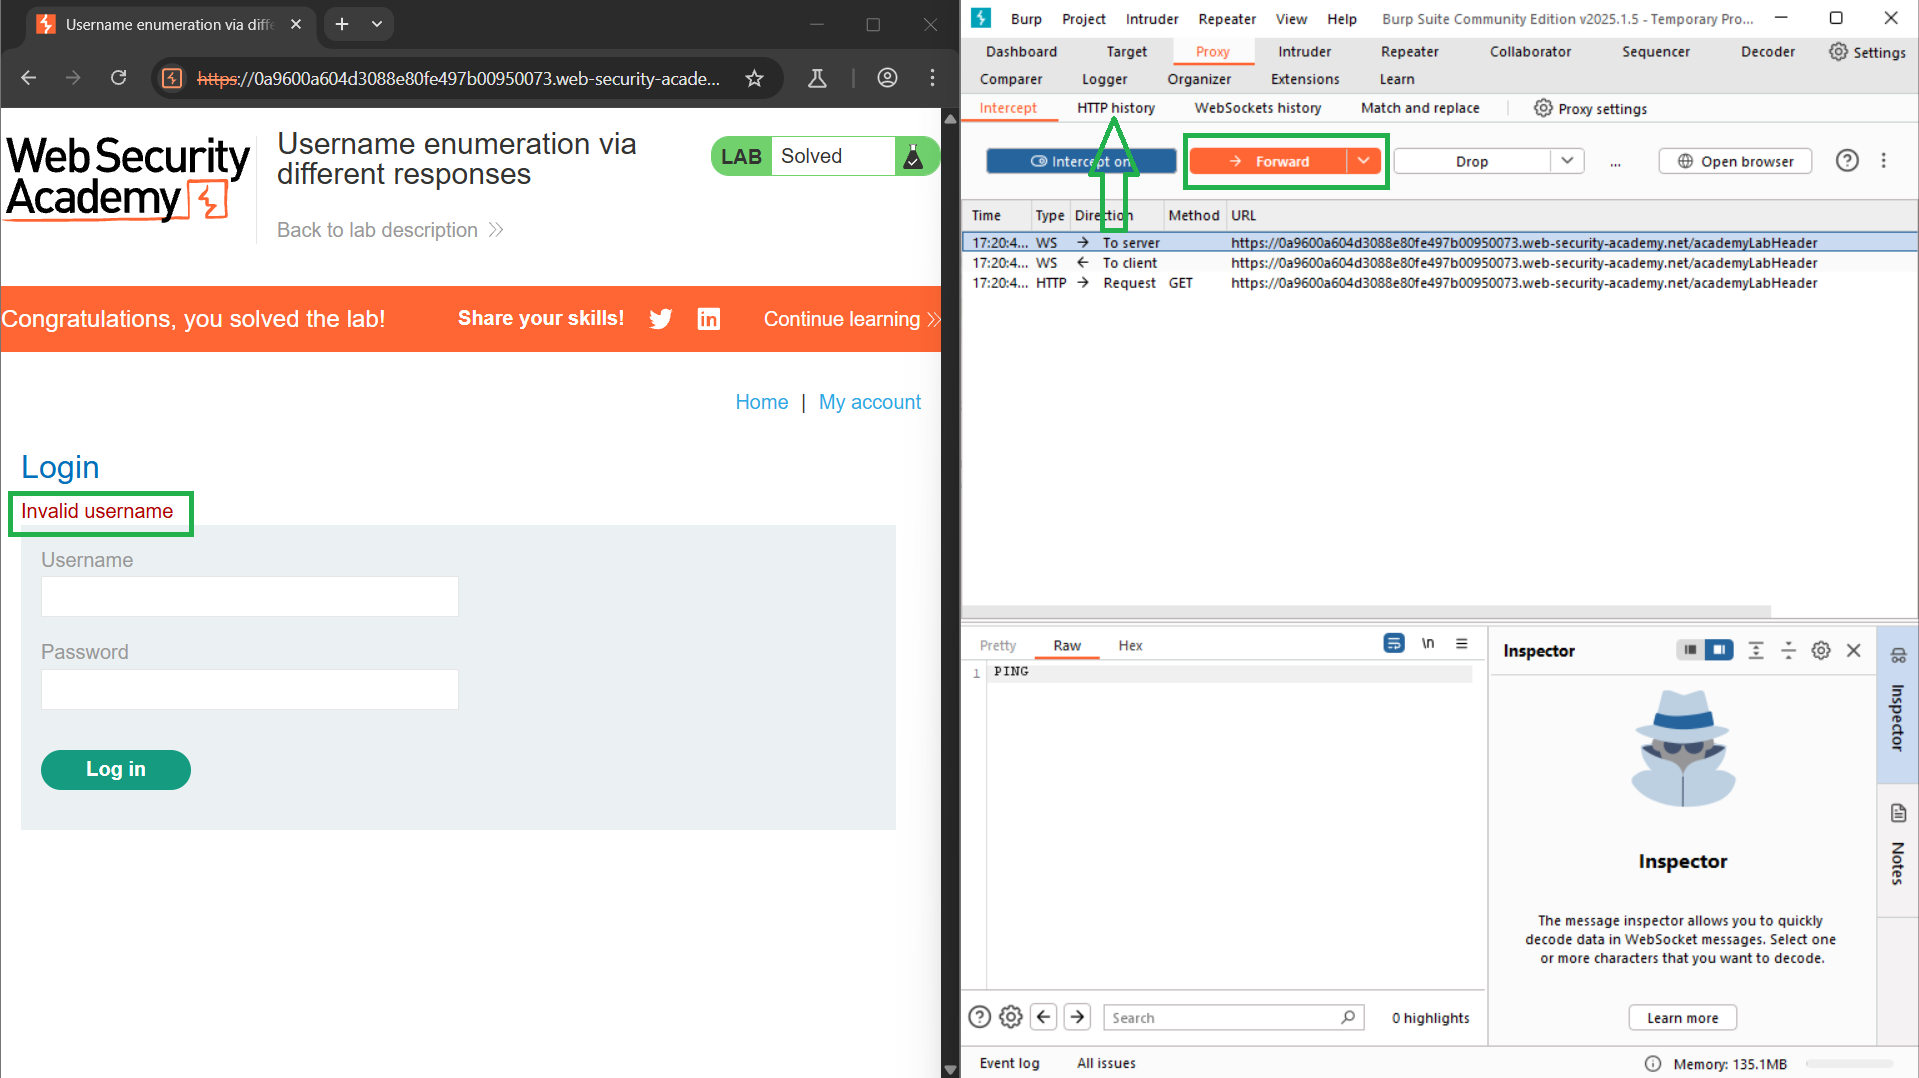 Username enumeration via diffe
https://0a9600a604d3088e80fe497b00950073.web-security-acade...
WebSecurity
Academy
Username enumeration via
different responses
Back to lab description
LAB Solved
Congratulations, you solved the lab!
Share your skills!
Continue learning
Home | My account
Login
Invalid username
Username
Password
Log in
Burp Project Intruder Repeater View Help Burp Suite Community Edition v2025.1.5 - Temporary Pro...
Dashboard Target Proxy Intruder Repeater Collaborator Sequencer Decoder Settings
Comparer Logger Organizer Extensions Learn
Intercept HTTP history WebSockets history Match and replace Proxy settings
Intercept on Forward Drop ... Open browser
Time Type Direction Method URL
17:20:4... WS To server https://0a9600a604d3088e80fe497b00950073.web-security-academy.net/academyLabHeader
17:20:4... WS To client https://0a9600a604d3088e80fe497b00950073.web-security-academy.net/academyLabHeader
17:20:4... HTTP Request GET https://0a9600a604d3088e80fe497b00950073.web-security-academy.net/academyLabHeader
Pretty Raw Hex \n
1 PING
Search 0 highlights
Inspector
Inspector
The message inspector allows you to quickly
decode data in WebSocket messages. Select one
or more characters that you want to decode.
Learn more
Inspector
Notes
Event log All issues Memory: 135.1MB